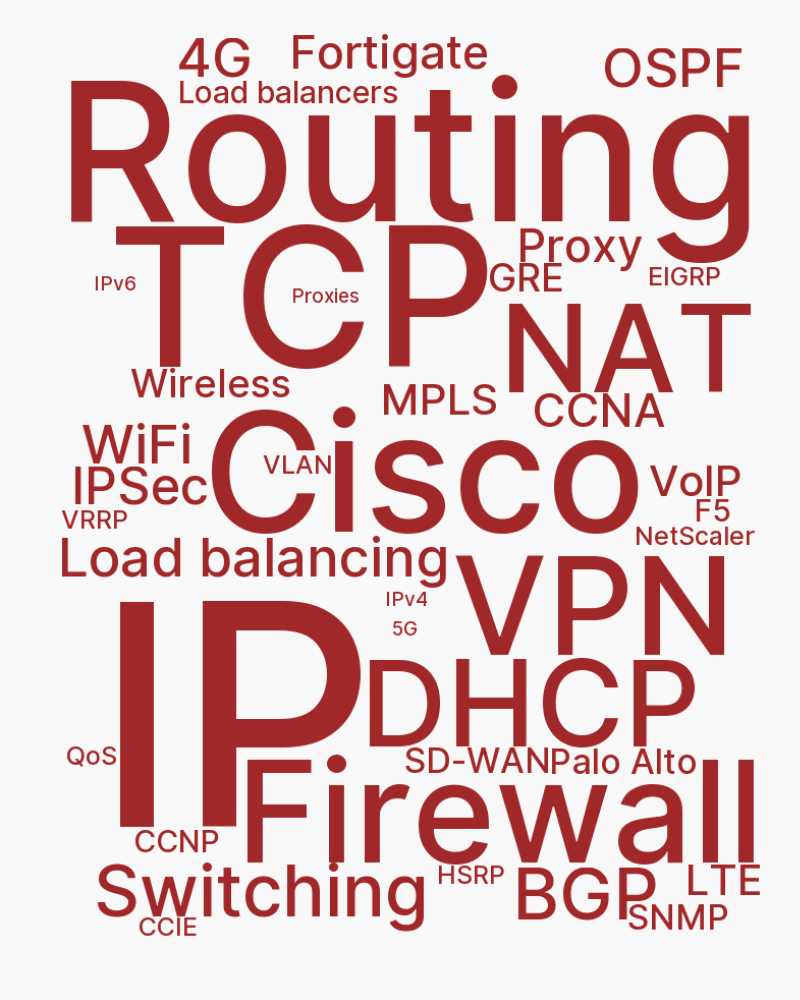 4G
Fortigate
OSPF
Load balancers
Routing
Proxy
TCP
GRE
EIGRP
IPv6
Proxies
NAT
Wireless
MPLS
CCNA
WiFi
Cisco
VLAN
IPSec
VoIP
F5
VRRP
NetScaler
Load balancing
VPN
IPv4
5G
IP
DHCP
QoS
SD-WAN
Palo Alto
Firewall
CCNP
Switching
HSRP
BGP
LTE
SNMP
CCIE